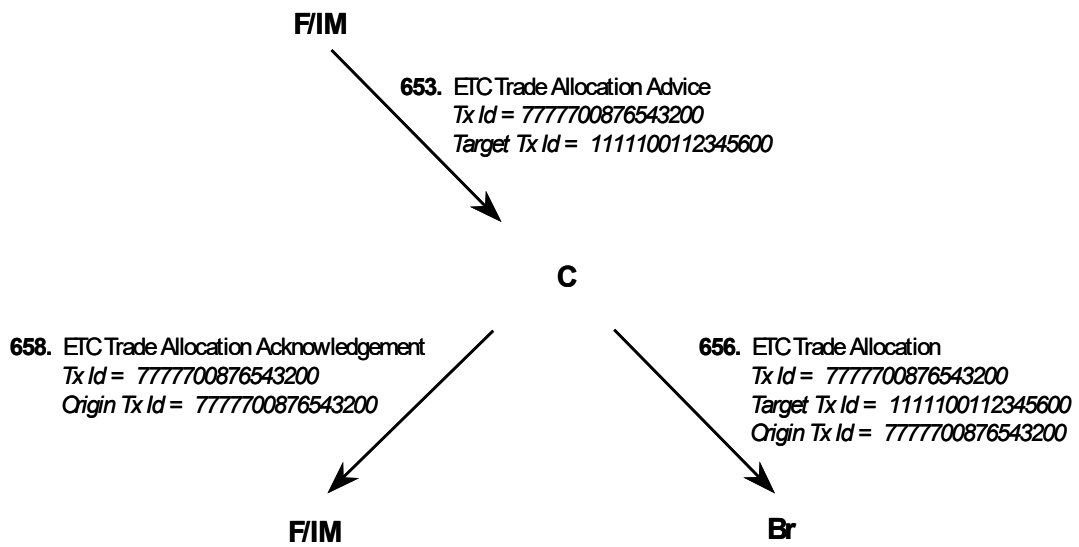 F/IM
653. ETC Trade Allocation Advice
Tx Id = 7777700876543200
Target Tx Id = 1111100112345600
C
658. ETC Trade Allocation Acknowledgement
Tx Id = 7777700876543200
Origin Tx Id = 7777700876543200
656. ETC Trade Allocation
Tx Id = 7777700876543200
Target Tx Id = 1111100112345600
Origin Tx Id = 7777700876543200
F/IM
Br